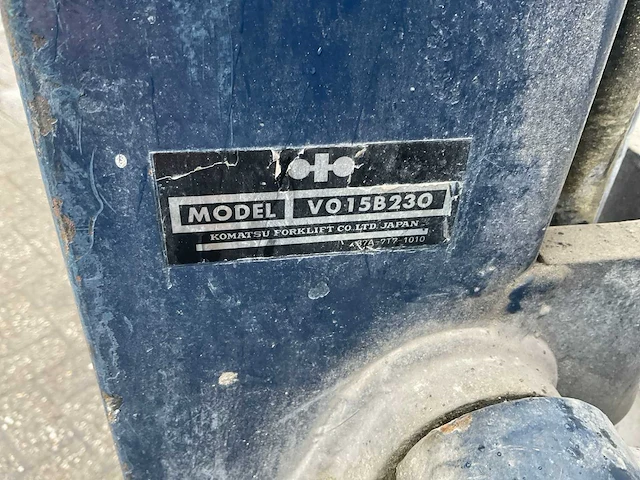 MODEL VO15B230
KOMATSU FORKLIFT CO.,LTD. JAPAN